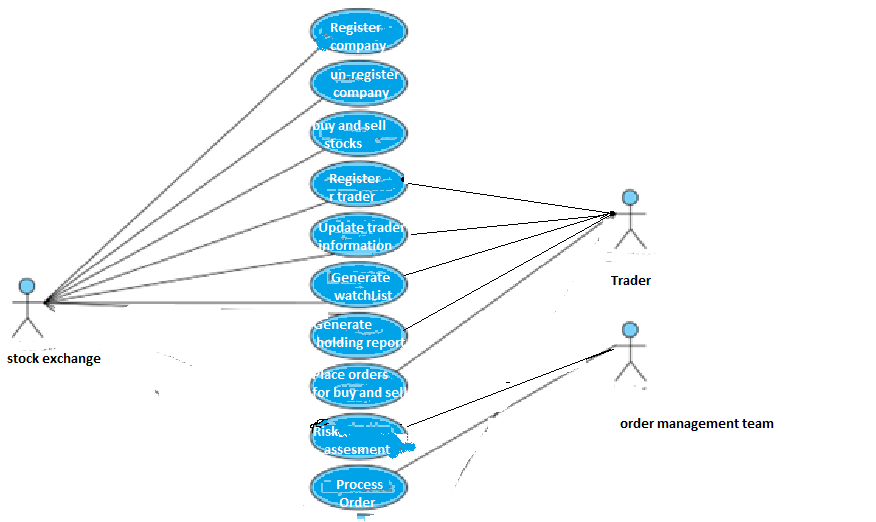 Register
company
un-register
company
buy and sell
stocks
Register
r trader
Update trader
information
Generate
watchList
Generate
holding report
Place orders
for buy and sell
Risk
assesment
Process
Order
stock exchange
Trader
order management team